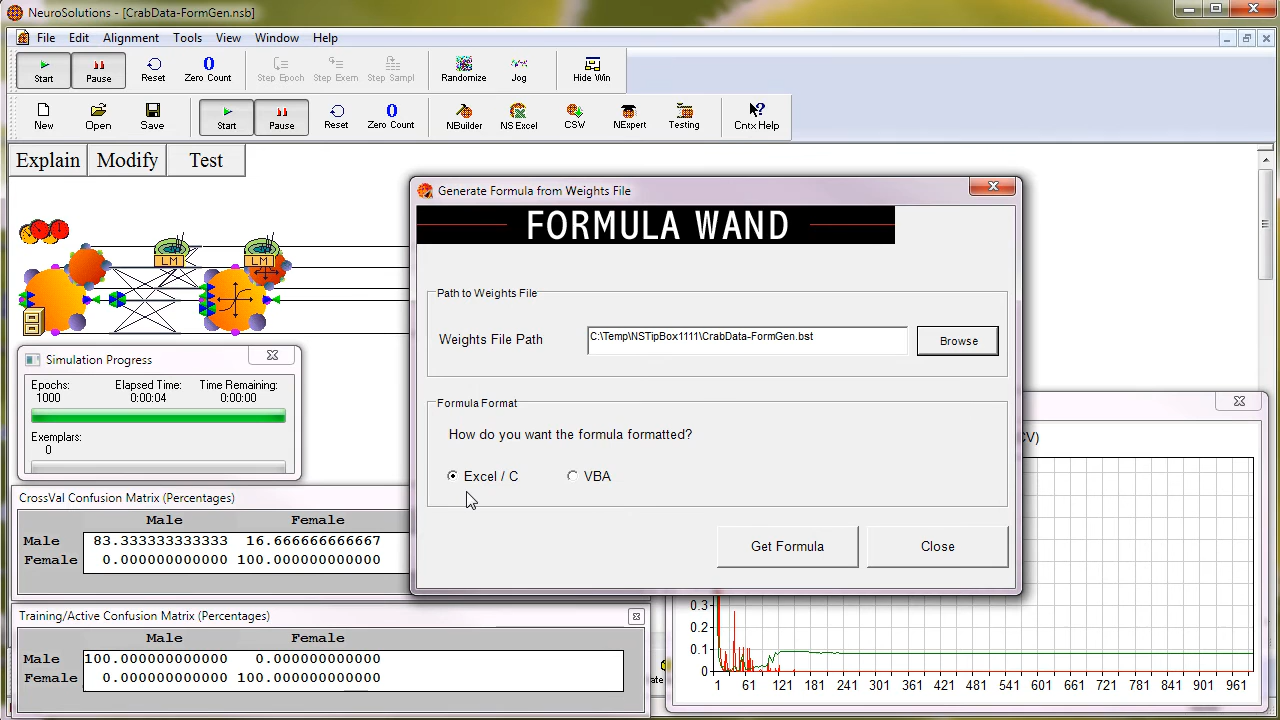 NeuroSolutions - [CrabData-FormGen.nsb]
File Edit Alignment Tools View Window Help
Start Pause Reset Zero Count Step Epoch Step Exem Step Sampl Randomize Jog Hide Win
New Open Save Start Pause Reset Zero Count NBuilder NS Excel CSV NExpert Testing Cntx Help
Explain Modify Test
LM LM
Generate Formula from Weights File
FORMULA WAND
Path to Weights File
Weights File Path C:\Temp\NSTipBox1111\CrabData-FormGen.bst Browse
Formula Format
How do you want the formula formatted?
Excel / C VBA
Get Formula Close
Simulation Progress
Epochs: Elapsed Time: Time Remaining:
1000 0:00:04 0:00:00
Exemplars:
0
CrossVal Confusion Matrix (Percentages)
Male Female
Male 83.333333333333 16.666666666667
Female 0.000000000000 100.000000000000
Training/Active Confusion Matrix (Percentages)
Male Female
Male 100.000000000000 0.000000000000
Female 0.000000000000 100.000000000000
CV)
0.3
0.2
0.1
0
1 61 121 181 241 301 361 421 481 541 601 661 721 781 841 901 961